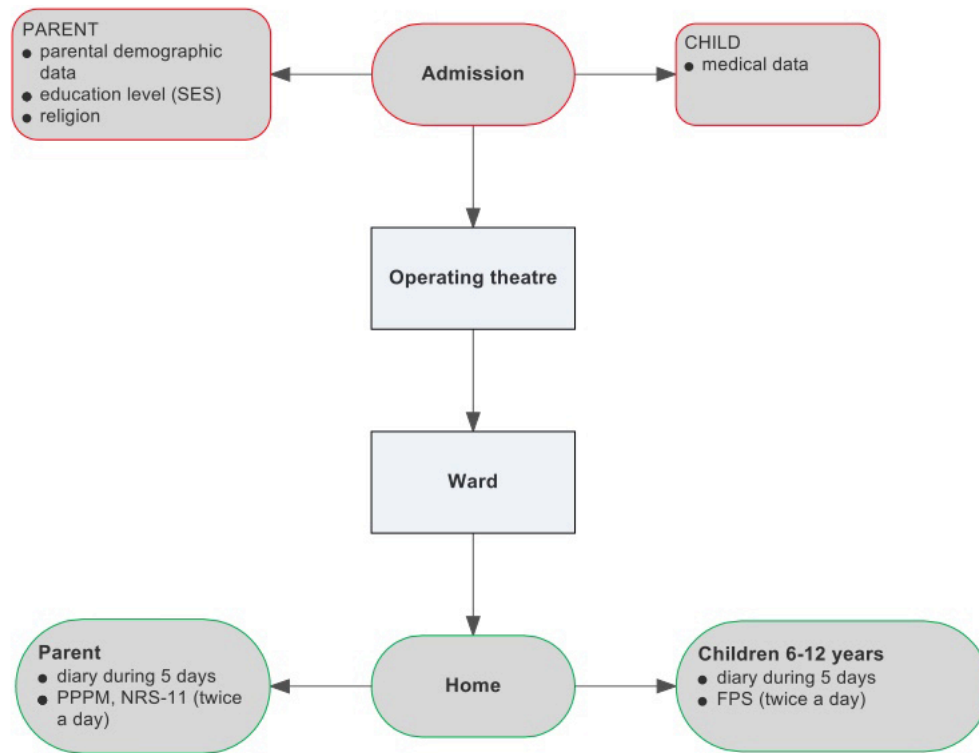 PARENT
● parental demographic
data
● education level (SES)
● religion
Admission
CHILD
● medical data
Operating theatre
Ward
Parent
● diary during 5 days
● PPPM, NRS-11 (twice
a day)
Home
Children 6-12 years
● diary during 5 days
● FPS (twice a day)